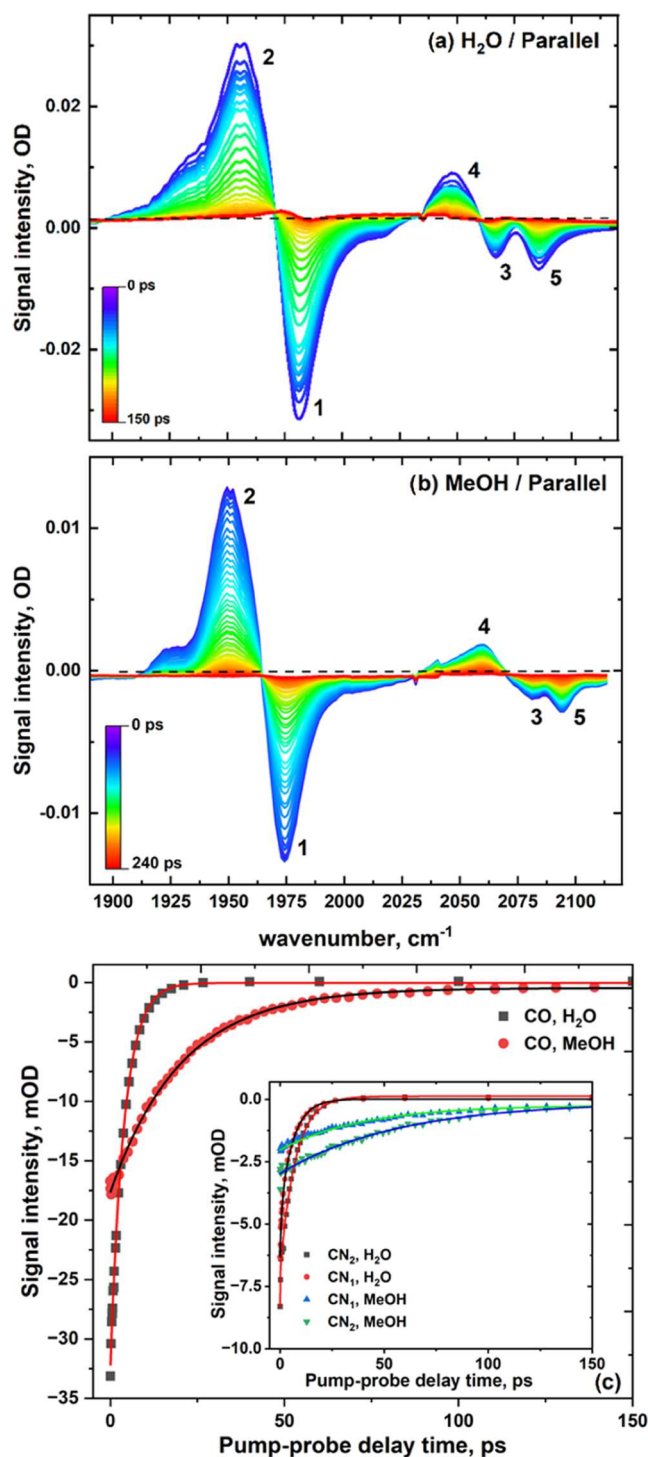 (a) H₂O / Parallel
2
4
3
5
1
0.02
0.00
-0.02
Signal intensity, OD
0 ps
150 ps
(b) MeOH / Parallel
2
4
3
5
1
0.01
0.00
-0.01
Signal intensity, OD
0 ps
240 ps
1900 1925 1950 1975 2000 2025 2050 2075 2100
wavenumber, cm⁻¹
0
-5
-10
-15
-20
-25
-30
-35
Signal intensity, mOD
CO, H₂O
CO, MeOH
0.0
-2.5
-5.0
-7.5
-10.0
Signal intensity, mOD
CN₂, H₂O
CN₁, H₂O
CN₁, MeOH
CN₂, MeOH
0 50 100 150
Pump-probe delay time, ps
(c)
0 50 100 150
Pump-probe delay time, ps